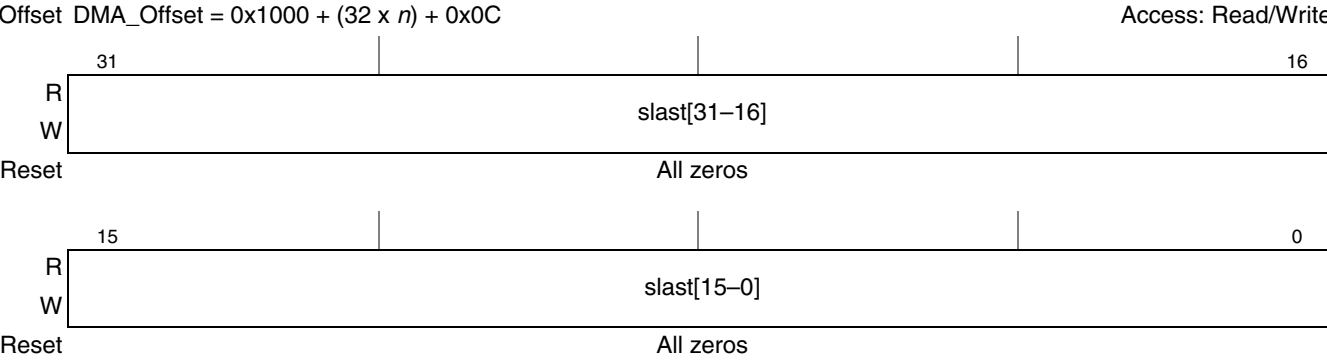 Offset DMA_Offset = 0x1000 + (32 x n) + 0x0C Access: Read/Write
31 16
R
slast[31–16]
W
Reset All zeros
15 0
R
slast[15–0]
W
Reset All zeros